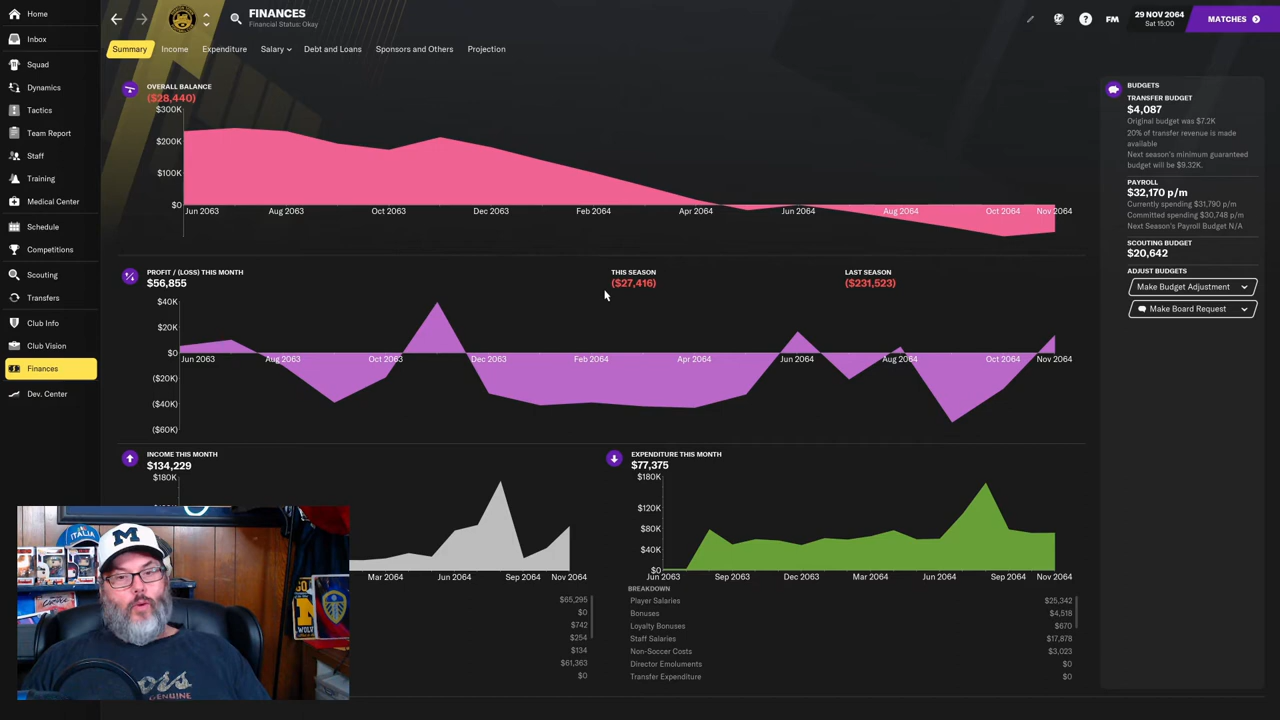 Home
Inbox
Squad
Dynamics
Tactics
Team Report
Staff
Training
Medical Center
Schedule
Competitions
Scouting
Transfers
Club Info
Club Vision
Finances
Dev. Center
FINANCES
Financial Status: Okay
FM
29 NOV 2064
Sat 15:00
MATCHES
Summary
Income
Expenditure
Salary
Debt and Loans
Sponsors and Others
Projection
OVERALL BALANCE
($28,440)
$300K
$200K
$100K
$0
Jun 2063
Aug 2063
Oct 2063
Dec 2063
Feb 2064
Apr 2064
Jun 2064
Aug 2064
Oct 2064
Nov 2064
PROFIT / (LOSS) THIS MONTH
$56,855
THIS SEASON
($27,416)
LAST SEASON
($231,523)
$40K
$20K
$0
($20K)
($40K)
($60K)
Jun 2063
Aug 2063
Oct 2063
Dec 2063
Feb 2064
Apr 2064
Jun 2064
Aug 2064
Oct 2064
Nov 2064
INCOME THIS MONTH
$134,229
$180K
Mar 2064
Jun 2064
Sep 2064
Nov 2064
$65,295
$0
$742
$254
$134
$61,363
$0
EXPENDITURE THIS MONTH
$77,375
$180K
$120K
$80K
$40K
$0
Jun 2063
Sep 2063
Dec 2063
Mar 2064
Jun 2064
Sep 2064
Nov 2064
BREAKDOWN
Player Salaries $25,342
Bonuses $4,518
Loyalty Bonuses $670
Staff Salaries $17,878
Non-Soccer Costs $3,023
Director Emoluments $0
Transfer Expenditure $0
BUDGETS
TRANSFER BUDGET
$4,087
Original budget was $7.2K
20% of transfer revenue is made
available
Next season's minimum guaranteed
budget will be $9.32K.
PAYROLL
$32,170 p/m
Currently spending $31,790 p/m
Committed spending $30,748 p/m
Next Season's Payroll Budget N/A
SCOUTING BUDGET
$20,642
ADJUST BUDGETS
Make Budget Adjustment
Make Board Request
ITALIA
M
GENUINE